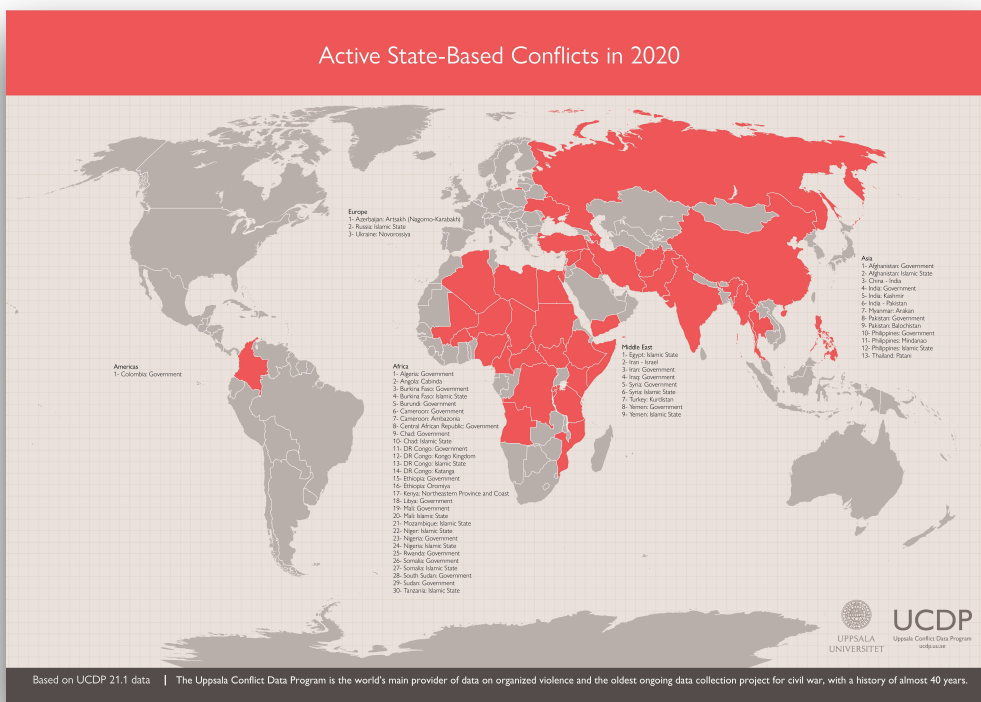 Active State-Based Conflicts in 2020
Europe
1- Azerbaijan: Artsakh (Nagorno-Karabakh)
2- Russia: Islamic State
3- Ukraine: Novorossiya
Asia
1- Afghanistan: Government
2- Afghanistan: Islamic State
3- China - India
4- India: Government
5- India: Kashmir
6- India - Pakistan
7- Myanmar: Arakan
8- Pakistan: Government
9- Pakistan: Balochistan
10- Philippines: Government
11- Philippines: Mindanao
12- Philippines: Islamic State
13- Thailand: Patani
Middle East
1- Egypt: Islamic State
2- Iran - Israel
3- Iran: Government
4- Iraq: Government
5- Syria: Government
6- Syria: Islamic State
7- Turkey: Kurdistan
8- Yemen: Government
9- Yemen: Islamic State
Americas
1- Colombia: Government
Africa
1- Algeria: Government
2- Angola: Cabinda
3- Burkina Faso: Government
4- Burkina Faso: Islamic State
5- Burundi: Government
6- Cameroon: Government
7- Cameroon: Ambazonia
8- Central African Republic: Government
9- Chad: Government
10- Chad: Islamic State
11- DR Congo: Government
12- DR Congo: Kongo Kingdom
13- DR Congo: Islamic State
14- DR Congo: Katanga
15- Ethiopia: Government
16- Ethiopia: Oromiya
17- Kenya: Northeastern Province and Coast
18- Libya: Government
19- Mali: Government
20- Mali: Islamic State
21- Mozambique: Islamic State
22- Niger: Islamic State
23- Nigeria: Government
24- Nigeria: Islamic State
25- Rwanda: Government
26- Somalia: Government
27- Somalia: Islamic State
28- South Sudan: Government
29- Sudan: Government
30- Tanzania: Islamic State
UPPSALA
UNIVERSITET
UCDP
Uppsala Conflict Data Program
ucdp.uu.se
Based on UCDP 21.1 data | The Uppsala Conflict Data Program is the world's main provider of data on organized violence and the oldest ongoing data collection project for civil war, with a history of almost 40 years.